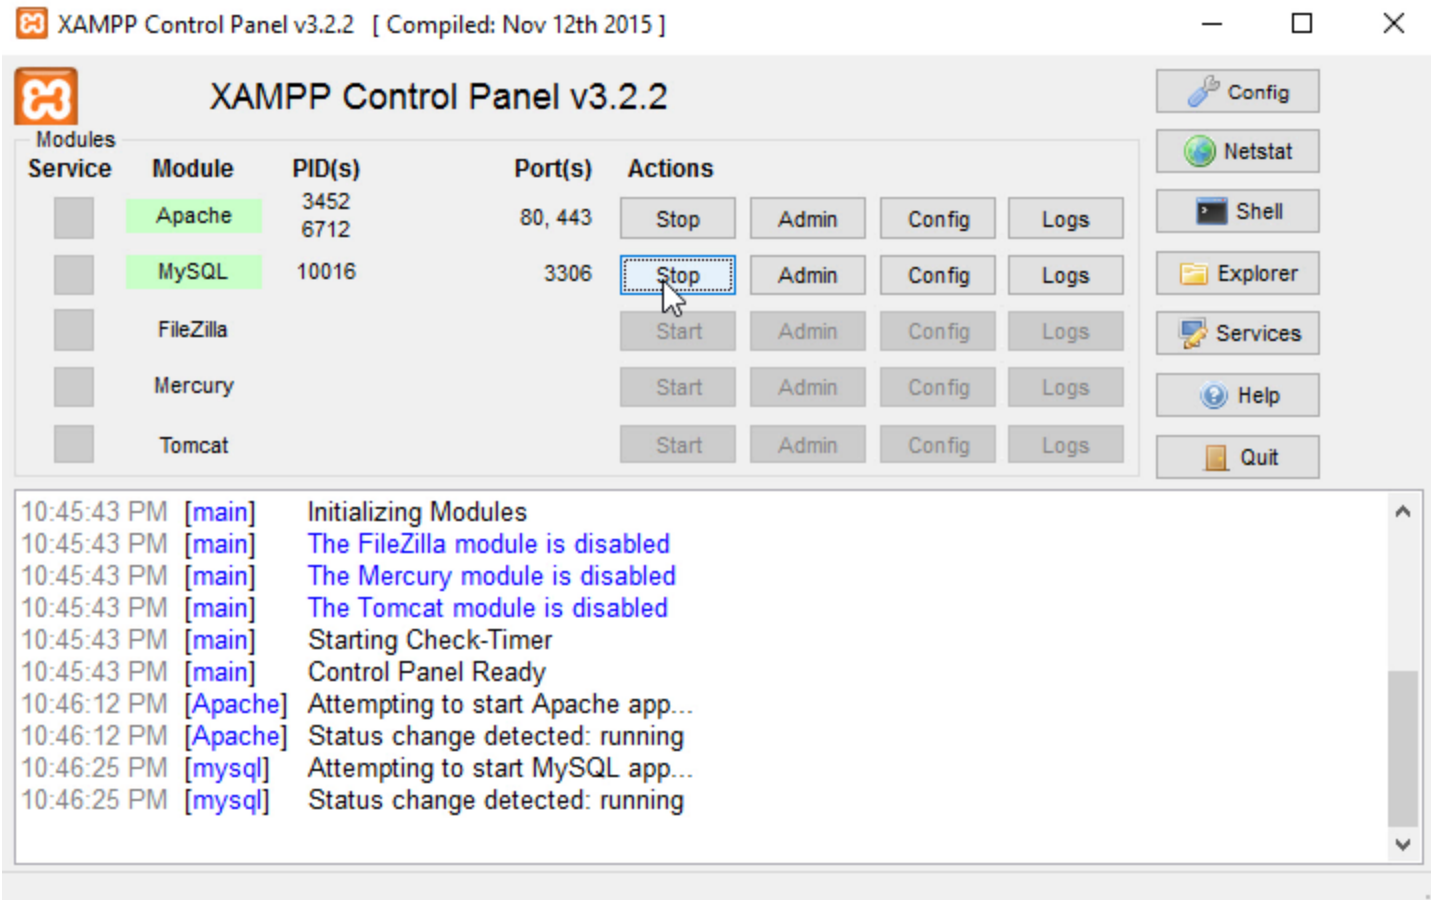 XAMPP Control Panel v3.2.2 [ Compiled: Nov 12th 2015 ]
XAMPP Control Panel v3.2.2
Config
Modules
Service Module PID(s) Port(s) Actions
Netstat
Apache 3452 6712 80, 443 Stop Admin Config Logs
Shell
MySQL 10016 3306 Stop Admin Config Logs
Explorer
FileZilla Start Admin Config Logs
Services
Mercury Start Admin Config Logs
Help
Tomcat Start Admin Config Logs
Quit
10:45:43 PM [main] Initializing Modules
10:45:43 PM [main] The FileZilla module is disabled
10:45:43 PM [main] The Mercury module is disabled
10:45:43 PM [main] The Tomcat module is disabled
10:45:43 PM [main] Starting Check-Timer
10:45:43 PM [main] Control Panel Ready
10:46:12 PM [Apache] Attempting to start Apache app...
10:46:12 PM [Apache] Status change detected: running
10:46:25 PM [mysql] Attempting to start MySQL app...
10:46:25 PM [mysql] Status change detected: running